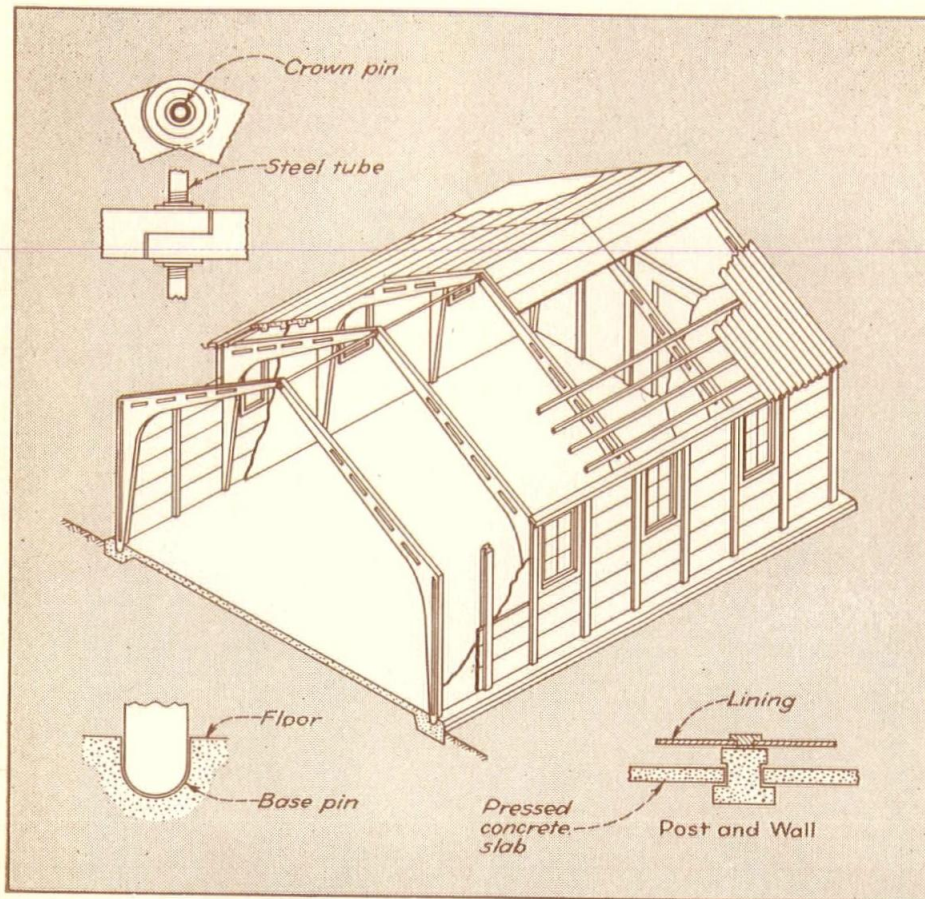 Crown pin
Steel tube
Floor
Base pin
Lining
Pressed
concrete
slab
Post and Wall